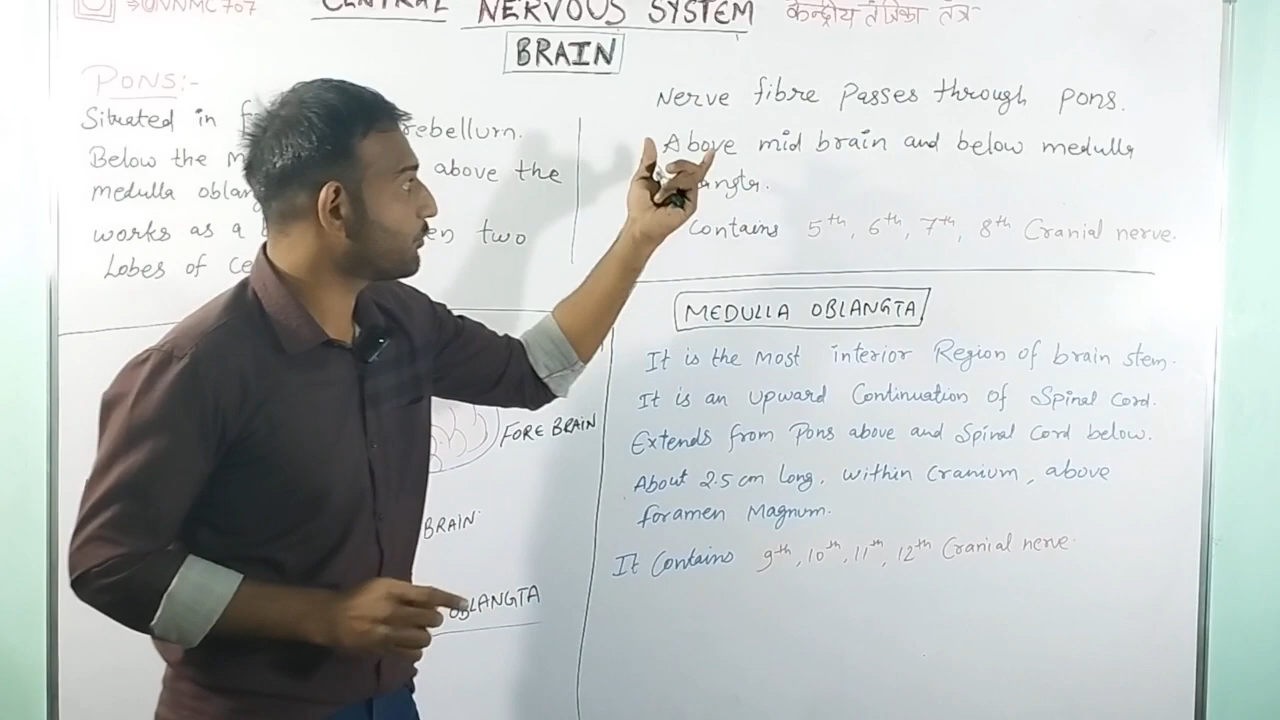 @VNMC 707
CENTRAL NERVOUS SYSTEM केन्द्रीय तंत्रिका तंत्र
BRAIN
PONS:-
Situated in
rebellum.
Below the
above the
medulla
works as a
two
Lobes of
Nerve fibre Passes through pons.
Above mid brain and below medulla
Contains 5th, 6th, 7th, 8th Cranial nerve.
FORE BRAIN
BRAIN
OBLANGTA
MEDULLA OBLANGTA
It is the most interior Region of brain stem.
It is an upward Continuation of Spinal Cord.
Extends from Pons above and Spinal Cord below.
About 2.5 cm long, within Cranium, above
foramen Magnum.
It Contains 9th, 10th, 11th, 12th Cranial nerve.